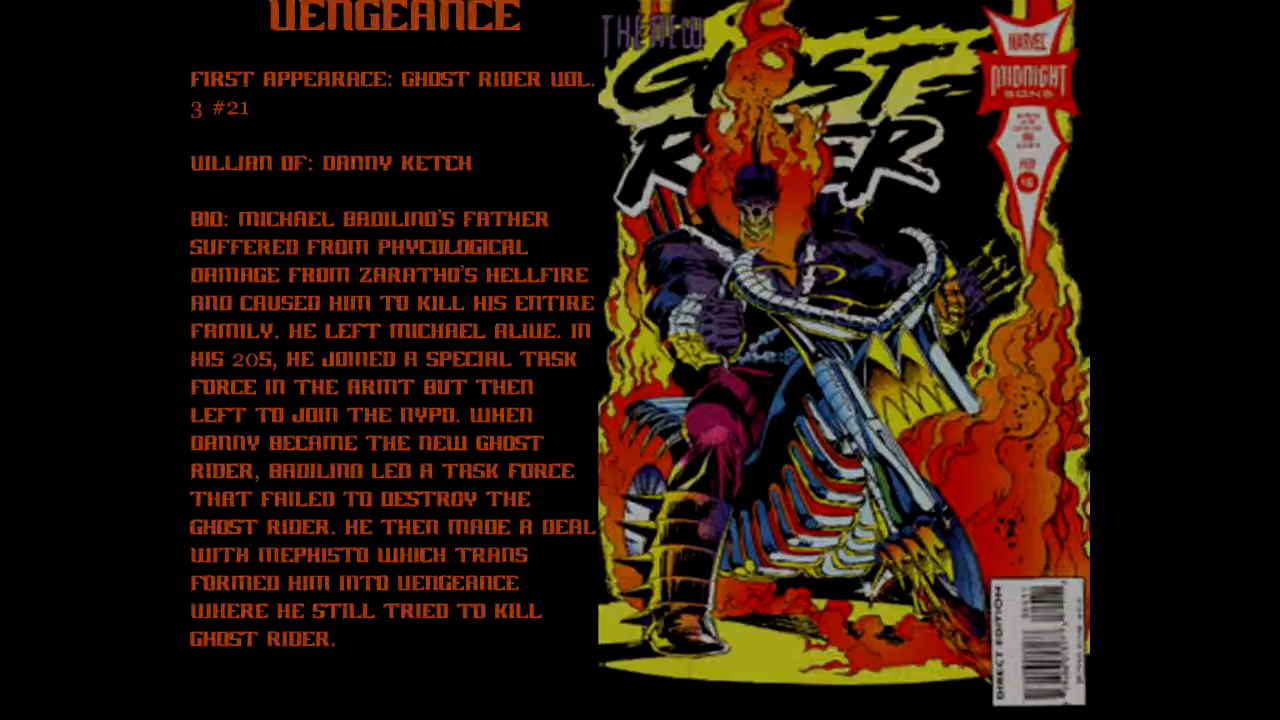 VENGEANCE
FIRST APPEARACE: GHOST RIDER VOL.
3 #21
WILLIAN OF: DANNY KETCH
BIO: MICHAEL BADILINO'S FATHER
SUFFERED FROM PHYCOLOGICAL
DAMAGE FROM ZARATHO'S HELLFIRE
AND CAUSED HIM TO KILL HIS ENTIRE
FAMILY. HE LEFT MICHAEL ALIVE. IN
HIS 20S, HE JOINED A SPECIAL TASK
FORCE IN THE ARMT BUT THEN
LEFT TO JOIN THE NYPD. WHEN
DANNY BECAME THE NEW GHOST
RIDER, BADILINO LED A TASK FORCE
THAT FAILED TO DESTROY THE
GHOST RIDER. HE THEN MADE A DEAL
WITH MEPHISTO WHICH TRANS
FORMED HIM INTO VENGEANCE
WHERE HE STILL TRIED TO KILL
GHOST RIDER.
THE NEW
GHOST
RIDER
MARVEL
MIDNIGHT
SONS
DIRECT EDITION